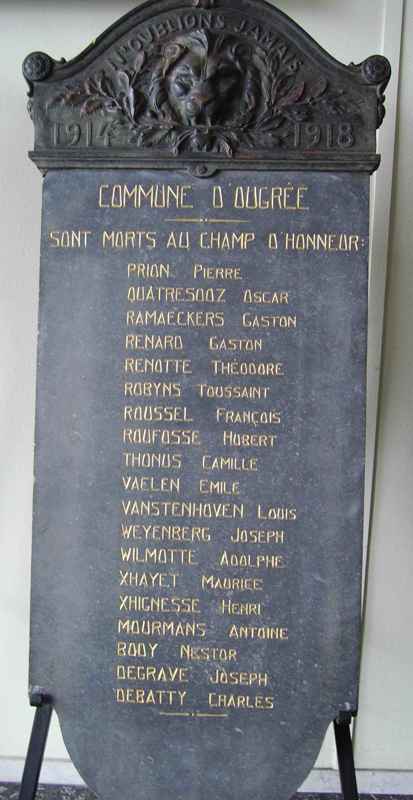 N'OUBLIONS JAMAIS
1914 1918
COMMUNE D'OUGRÉE
SONT MORTS AU CHAMP D'HONNEUR:
PRION PIERRE
QUATRESOOZ OSCAR
RAMAECKERS GASTON
RENARD GASTON
RENOTTE THÉODORE
ROBYNS TOUSSAINT
ROUSSEL FRANÇOIS
ROUFOSSE HUBERT
THONUS CAMILLE
VAELEN EMILE
VANSTENHOVEN LOUIS
WEYENBERG JOSEPH
WILMOTTE ADOLPHE
XHAYET MAURICE
XHIGNESSE HENRI
MOURMANS ANTOINE
BODY NESTOR
DEGRAVE JOSEPH
DEBATTY CHARLES